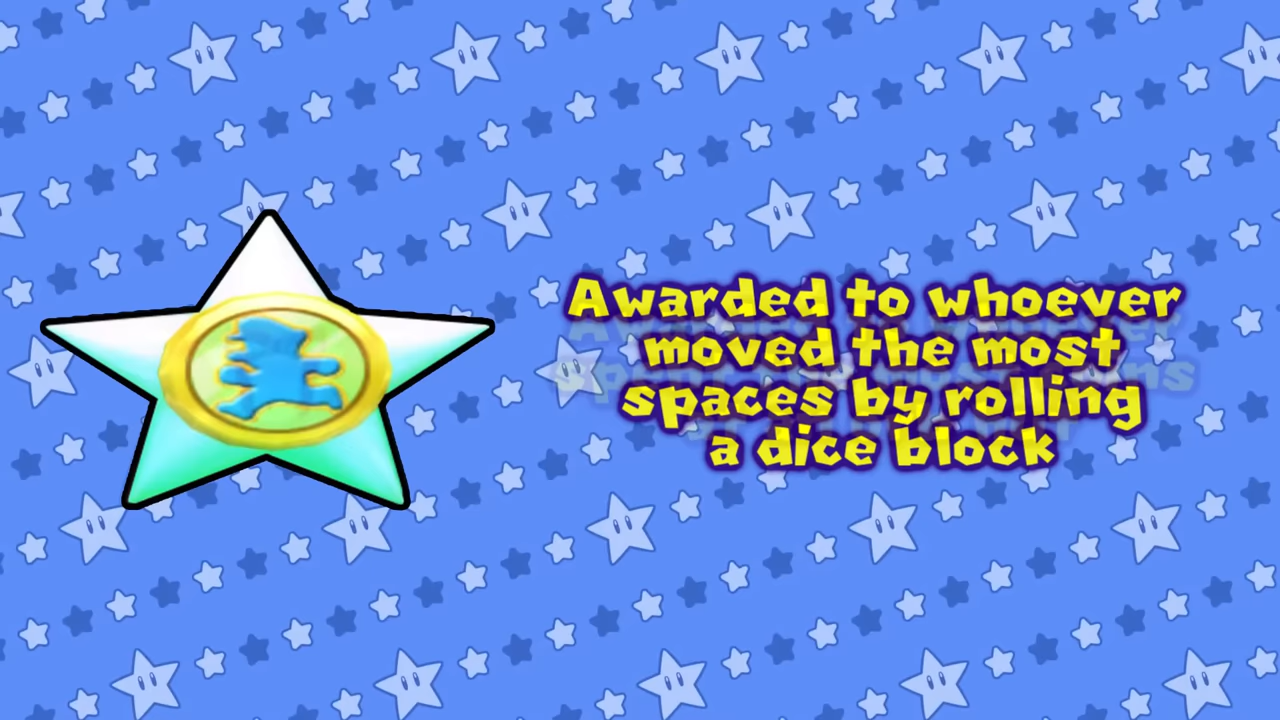 Awarded to whoever
moved the most
spaces by rolling
a dice block